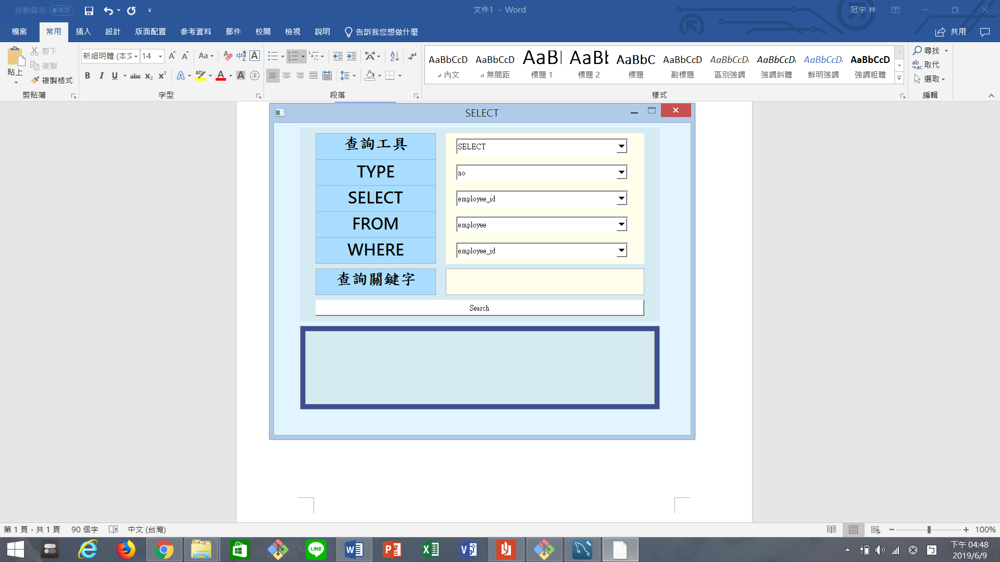 自動儲存 關閉
文件1 - Word
冠宇 林
檔案 常用 插入 設計 版面配置 參考資料 郵件 校閱 檢視 說明 告訴我您想做什麼 共用
貼上
剪下
複製
複製格式
剪貼簿
新細明體 (本文 14
Aa
A
B I U abc x₂ x² A aby A A 字
字型
段落
AaBbCcD AaBbCcD AaB AaBb AaBbC AaBbCcD AaBbCcD AaBbCcD AaBbCcD AaBbCcD
內文 無間距 標題 1 標題 2 標題 副標題 區別強調 強調斜體 鮮明強調 強調粗體
樣式
尋找
取代
選取
編輯
SELECT
查詢工具 SELECT
TYPE no
SELECT employee_id
FROM employee
WHERE employee_id
查詢關鍵字
Search
第 1 頁，共 1 頁 90 個字 中文 (台灣) 100%
LINE
下午 04:48
2019/6/9